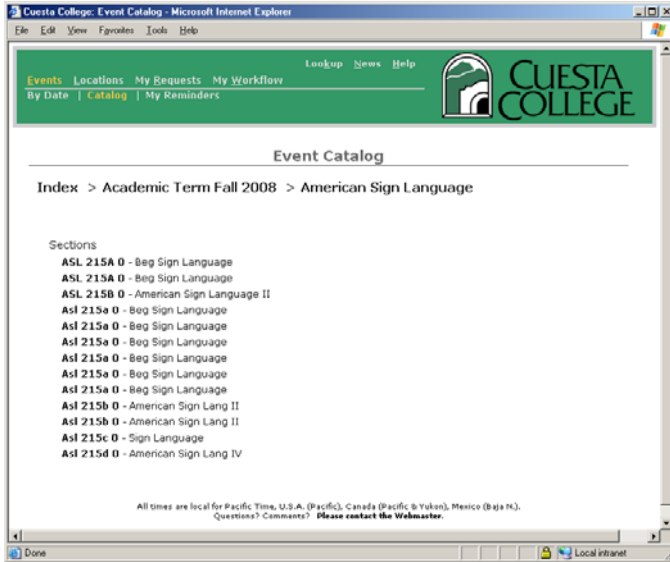 Cuesta College: Event Catalog - Microsoft Internet Explorer
File Edit View Favorites Tools Help
Lookup News Help
Events Locations My Requests My Workflow
By Date | Catalog | My Reminders
CUESTA
COLLEGE
Event Catalog
Index > Academic Term Fall 2008 > American Sign Language
Sections
ASL 215A 0 - Beg Sign Language
ASL 215A 0 - Beg Sign Language
ASL 215B 0 - American Sign Language II
Asl 215a 0 - Beg Sign Language
Asl 215a 0 - Beg Sign Language
Asl 215a 0 - Beg Sign Language
Asl 215a 0 - Beg Sign Language
Asl 215a 0 - Beg Sign Language
Asl 215a 0 - Beg Sign Language
Asl 215b 0 - American Sign Lang II
Asl 215b 0 - American Sign Lang II
Asl 215c 0 - Sign Language
Asl 215d 0 - American Sign Lang IV
All times are local for Pacific Time, U.S.A. (Pacific), Canada (Pacific & Yukon), Mexico (Baja N.).
Questions? Comments? Please contact the Webmaster.
Done
Local intranet